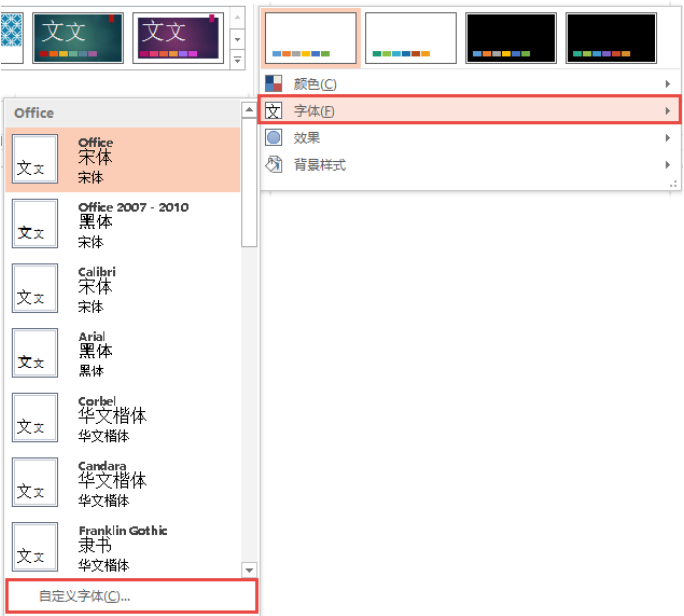 文文
文文
颜色(C)
字体(F)
效果
背景样式
Office
文文
Office
宋体
宋体
文文
Office 2007 - 2010
黑体
宋体
文文
Calibri
宋体
宋体
文文
Arial
黑体
黑体
文文
Corbel
华文楷体
华文楷体
文文
Candara
华文楷体
华文楷体
文文
Franklin Gothic
隶书
华文楷体
自定义字体(C)...